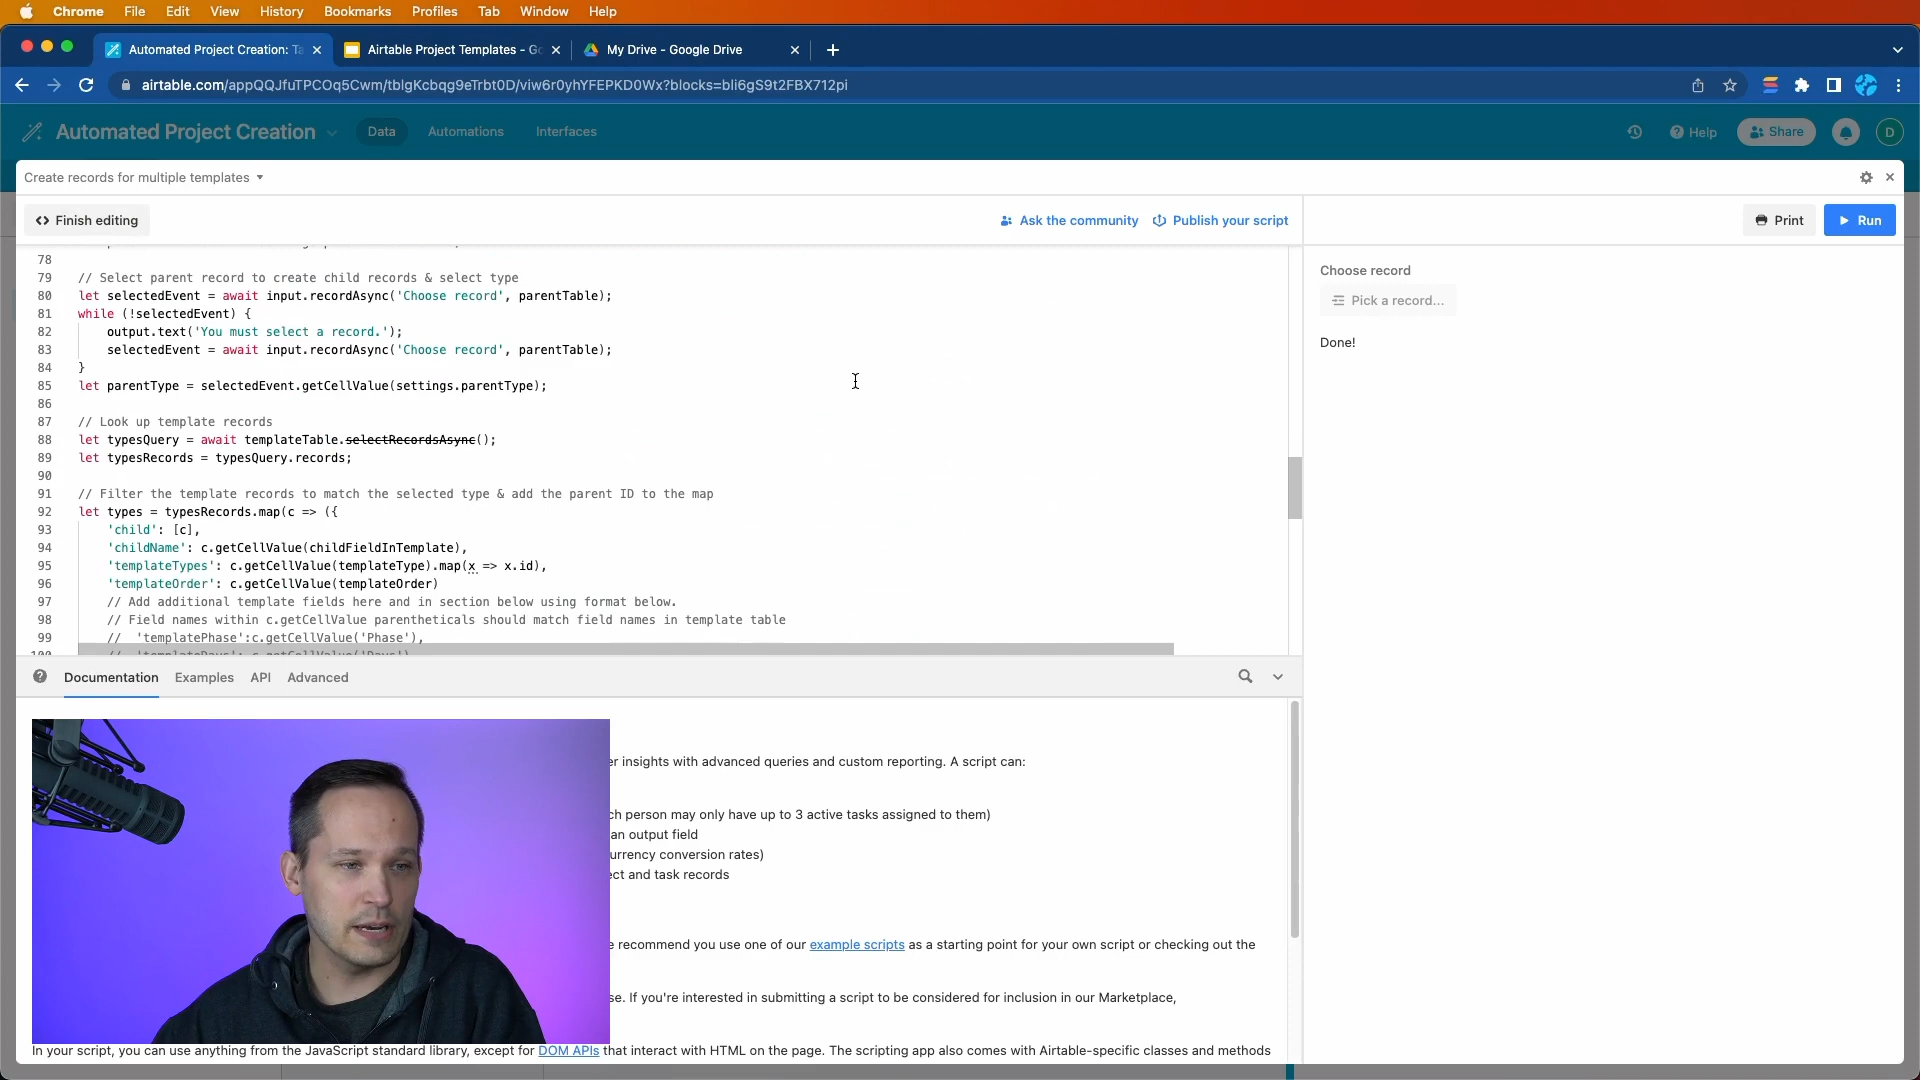 Chrome File Edit View History Bookmarks Profiles Tab Window Help
Automated Project Creation: Ta
Airtable Project Templates - Go
My Drive - Google Drive
airtable.com/appQQJfuTPCOq5Cwm/tblgKcbqg9eTrbt0D/viw6r0yhYFEPKD0Wx?blocks=bli6gS9t2FBX712pi
Automated Project Creation Data Automations Interfaces Help Share D
Create records for multiple templates
<> Finish editing Ask the community Publish your script Print Run
78
79 // Select parent record to create child records & select type
80 let selectedEvent = await input.recordAsync('Choose record', parentTable);
81 while (!selectedEvent) {
82 output.text('You must select a record.');
83 selectedEvent = await input.recordAsync('Choose record', parentTable);
84 }
85 let parentType = selectedEvent.getCellValue(settings.parentType);
86
87 // Look up template records
88 let typesQuery = await templateTable.selectRecordsAsync();
89 let typesRecords = typesQuery.records;
90
91 // Filter the template records to match the selected type & add the parent ID to the map
92 let types = typesRecords.map(c => ({
93 'child': [c],
94 'childName': c.getCellValue(childFieldInTemplate),
95 'templateTypes': c.getCellValue(templateType).map(x => x.id),
96 'templateOrder': c.getCellValue(templateOrder)
97 // Add additional template fields here and in section below using format below.
98 // Field names within c.getCellValue parentheticals should match field names in template table
99 // 'templatePhase':c.getCellValue('Phase'),
100 // 'templateDays': c.getCellValue('Days')
Choose record
Pick a record...
Done!
Documentation Examples API Advanced
er insights with advanced queries and custom reporting. A script can:
ch person may only have up to 3 active tasks assigned to them)
an output field
urrency conversion rates)
ect and task records
e recommend you use one of our example scripts as a starting point for your own script or checking out the
se. If you're interested in submitting a script to be considered for inclusion in our Marketplace,
In your script, you can use anything from the JavaScript standard library, except for DOM APIs that interact with HTML on the page. The scripting app also comes with Airtable-specific classes and methods